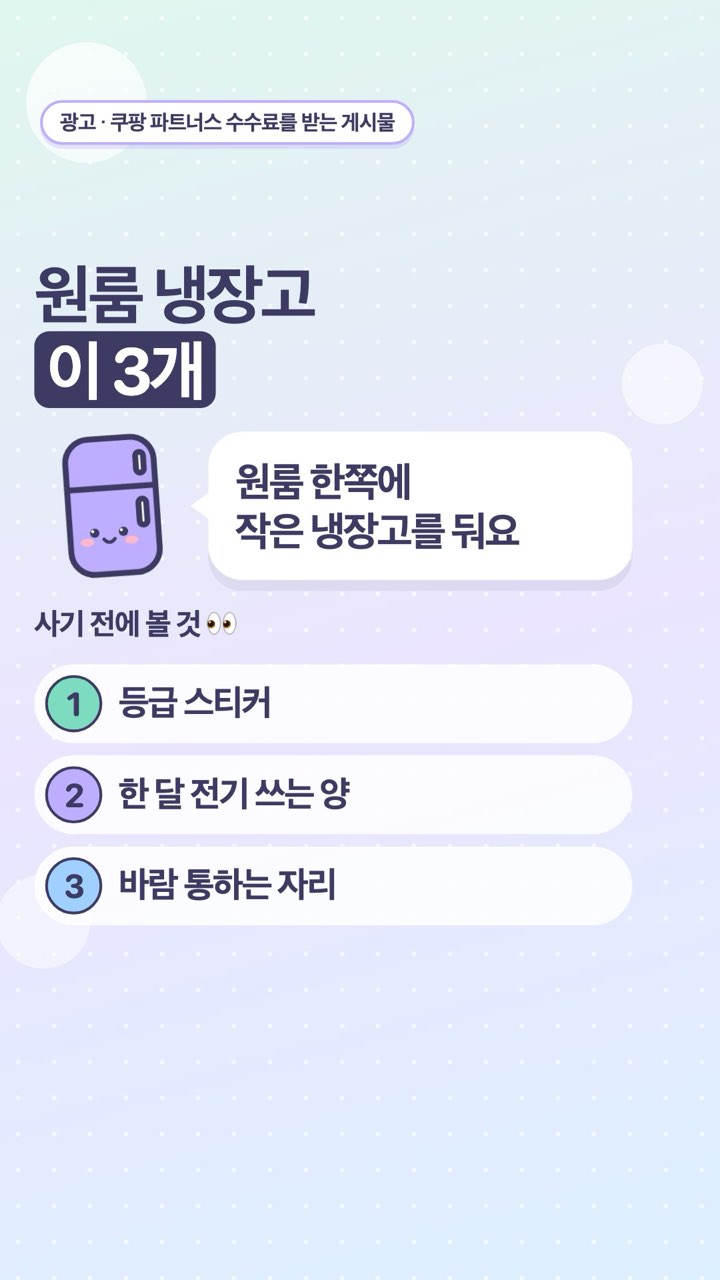 광고 · 쿠팡 파트너스 수수료를 받는 게시물
원룸 냉장고
이 3개
원룸 한쪽에
작은 냉장고를 둬요
사기 전에 볼 것 👀
1 등급 스티커
2 한 달 전기 쓰는 양
3 바람 통하는 자리